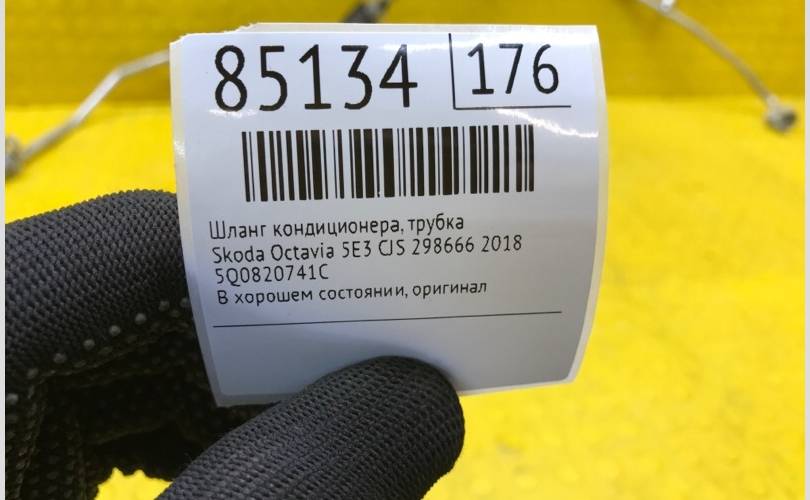 85134 176
Шланг кондиционера, трубка
Skoda Octavia 5E3 CJS 298666 2018
5Q0820741C
В хорошем состоянии, оригинал